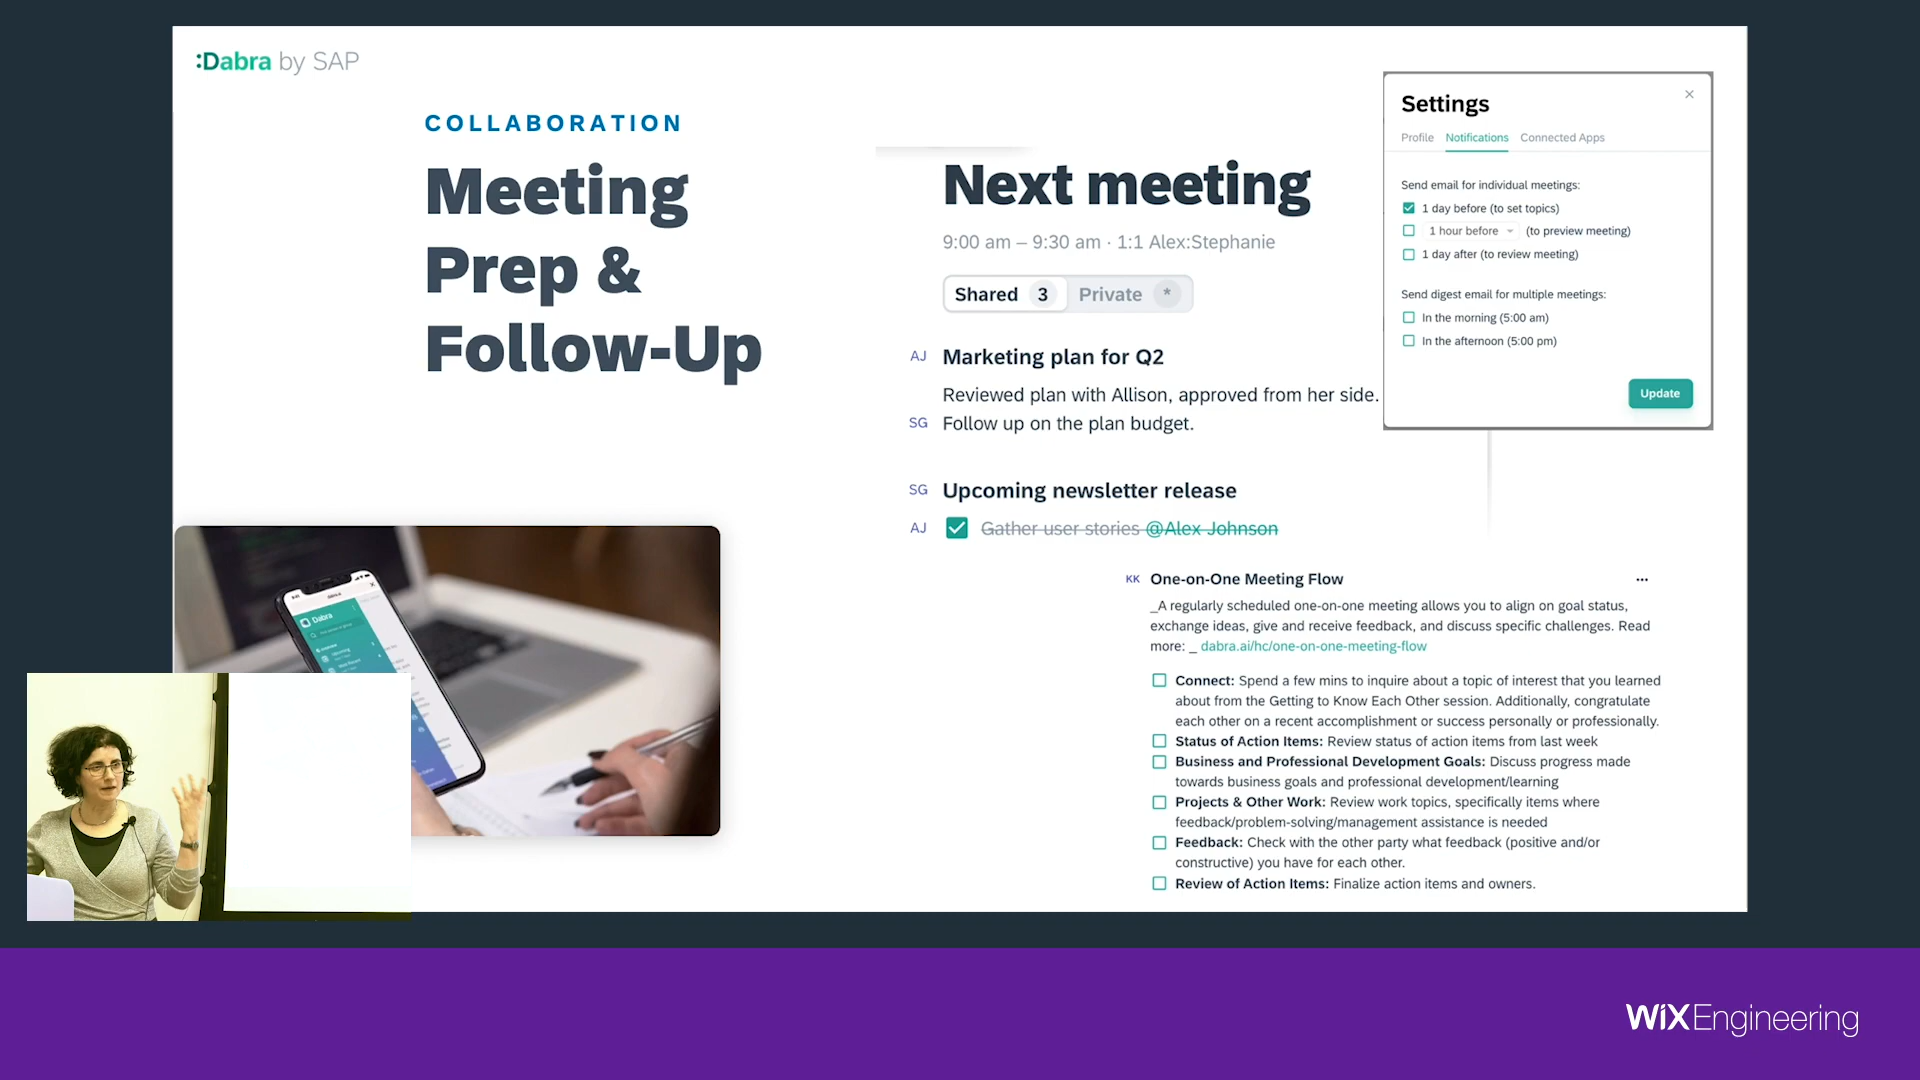 :Dabra by SAP
COLLABORATION
Meeting
Prep &
Follow-Up
Next meeting
9:00 am – 9:30 am · 1:1 Alex:Stephanie
Shared 3 Private *
AJ Marketing plan for Q2
Reviewed plan with Allison, approved from her side.
SG Follow up on the plan budget.
SG Upcoming newsletter release
AJ Gather user stories @Alex Johnson
Settings
Profile Notifications Connected Apps
Send email for individual meetings:
1 day before (to set topics)
1 hour before (to preview meeting)
1 day after (to review meeting)
Send digest email for multiple meetings:
In the morning (5:00 am)
In the afternoon (5:00 pm)
Update
KK One-on-One Meeting Flow ...
_A regularly scheduled one-on-one meeting allows you to align on goal status,
exchange ideas, give and receive feedback, and discuss specific challenges. Read
more: _ dabra.ai/hc/one-on-one-meeting-flow
Connect: Spend a few mins to inquire about a topic of interest that you learned
about from the Getting to Know Each Other session. Additionally, congratulate
each other on a recent accomplishment or success personally or professionally.
Status of Action Items: Review status of action items from last week
Business and Professional Development Goals: Discuss progress made
towards business goals and professional development/learning
Projects & Other Work: Review work topics, specifically items where
feedback/problem-solving/management assistance is needed
Feedback: Check with the other party what feedback (positive and/or
constructive) you have for each other.
Review of Action Items: Finalize action items and owners.
Dabra
WiX Engineering